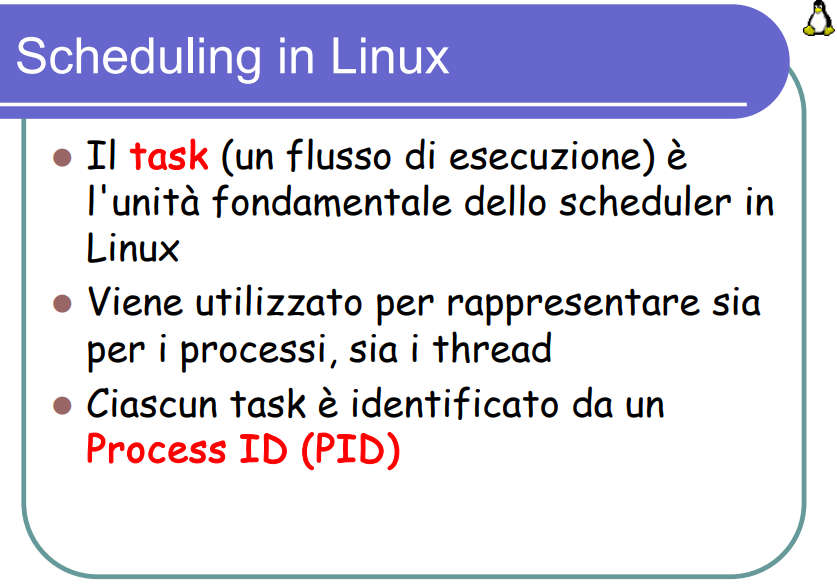 Scheduling in Linux
Il task (un flusso di esecuzione) è
l'unità fondamentale dello scheduler in
Linux
Viene utilizzato per rappresentare sia
per i processi, sia i thread
Ciascun task è identificato da un
Process ID (PID)